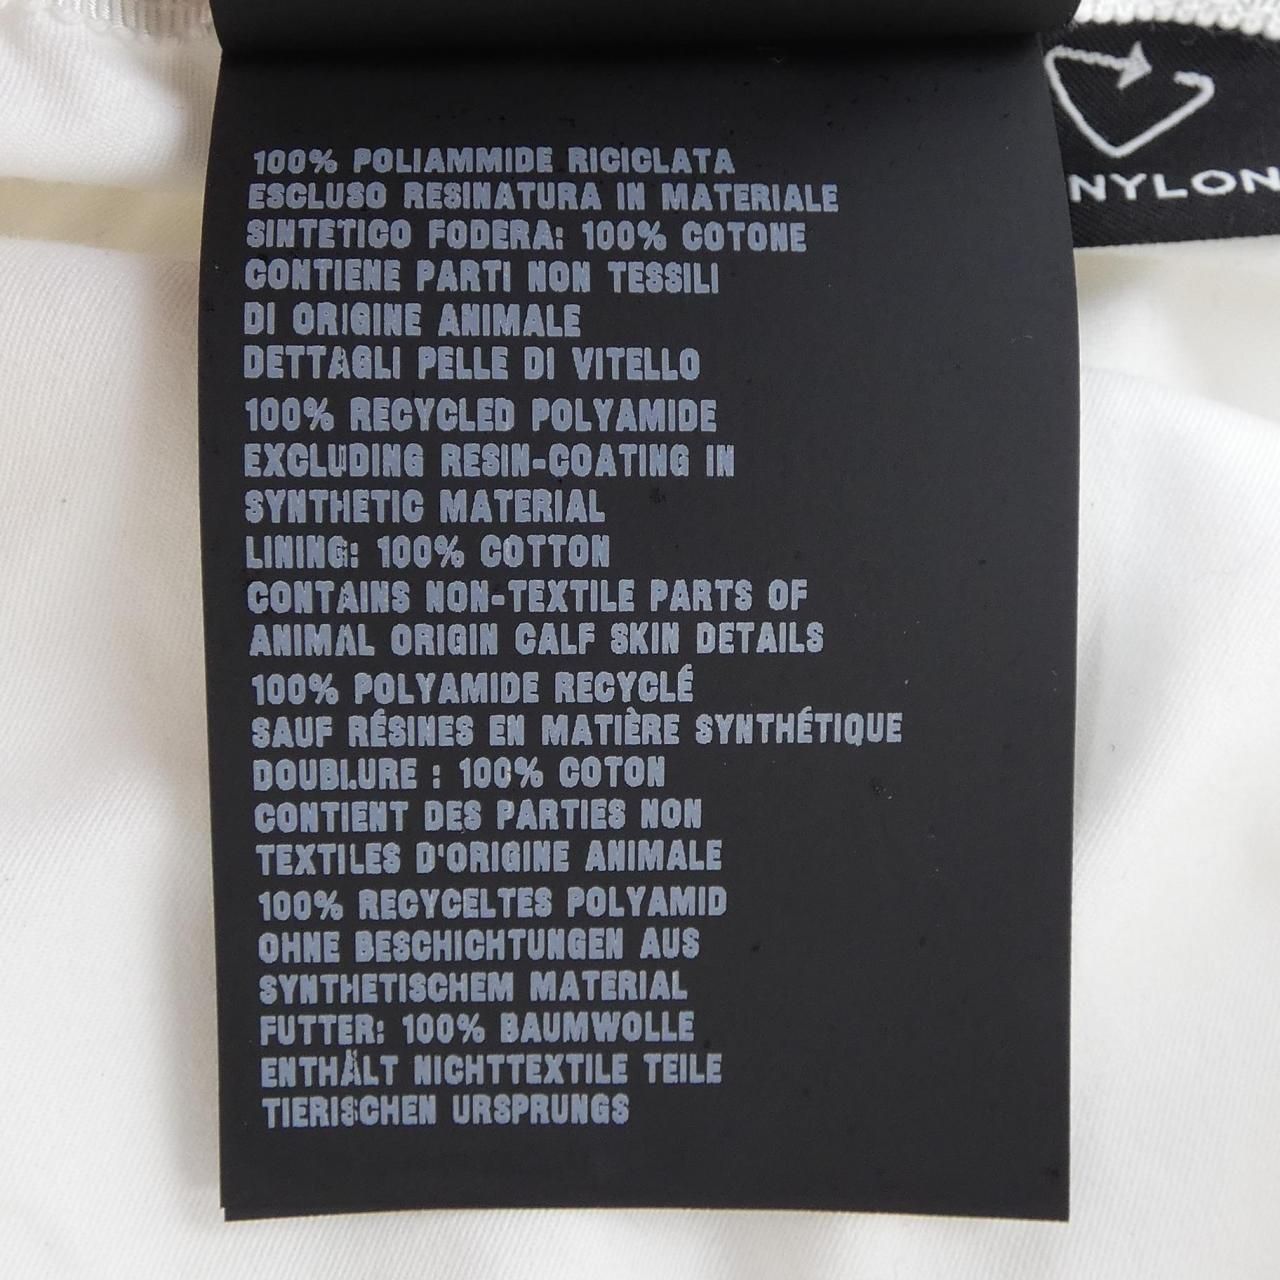 100% POLIAMMIDE RICICLATA
ESCLUSO RESINATURA IN MATERIALE
SINTETICO FODERA: 100% COTONE
CONTIENE PARTI NON TESSILI
DI ORIGINE ANIMALE
DETTAGLI PELLE DI VITELLO
100% RECYCLED POLYAMIDE
EXCLUDING RESIN-COATING IN
SYNTHETIC MATERIAL
LINING: 100% COTTON
CONTAINS NON-TEXTILE PARTS OF
ANIMAL ORIGIN CALF SKIN DETAILS
100% POLYAMIDE RECYCLÉ
SAUF RÉSINES EN MATIÈRE SYNTHÉTIQUE
DOUBLURE : 100% COTON
CONTIENT DES PARTIES NON
TEXTILES D'ORIGINE ANIMALE
100% RECYCELTES POLYAMID
OHNE BESCHICHTUNGEN AUS
SYNTHETISCHEM MATERIAL
FUTTER: 100% BAUMWOLLE
ENTHÄLT NICHTTEXTILE TEILE
TIERISCHEN URSPRUNGS
NYLON